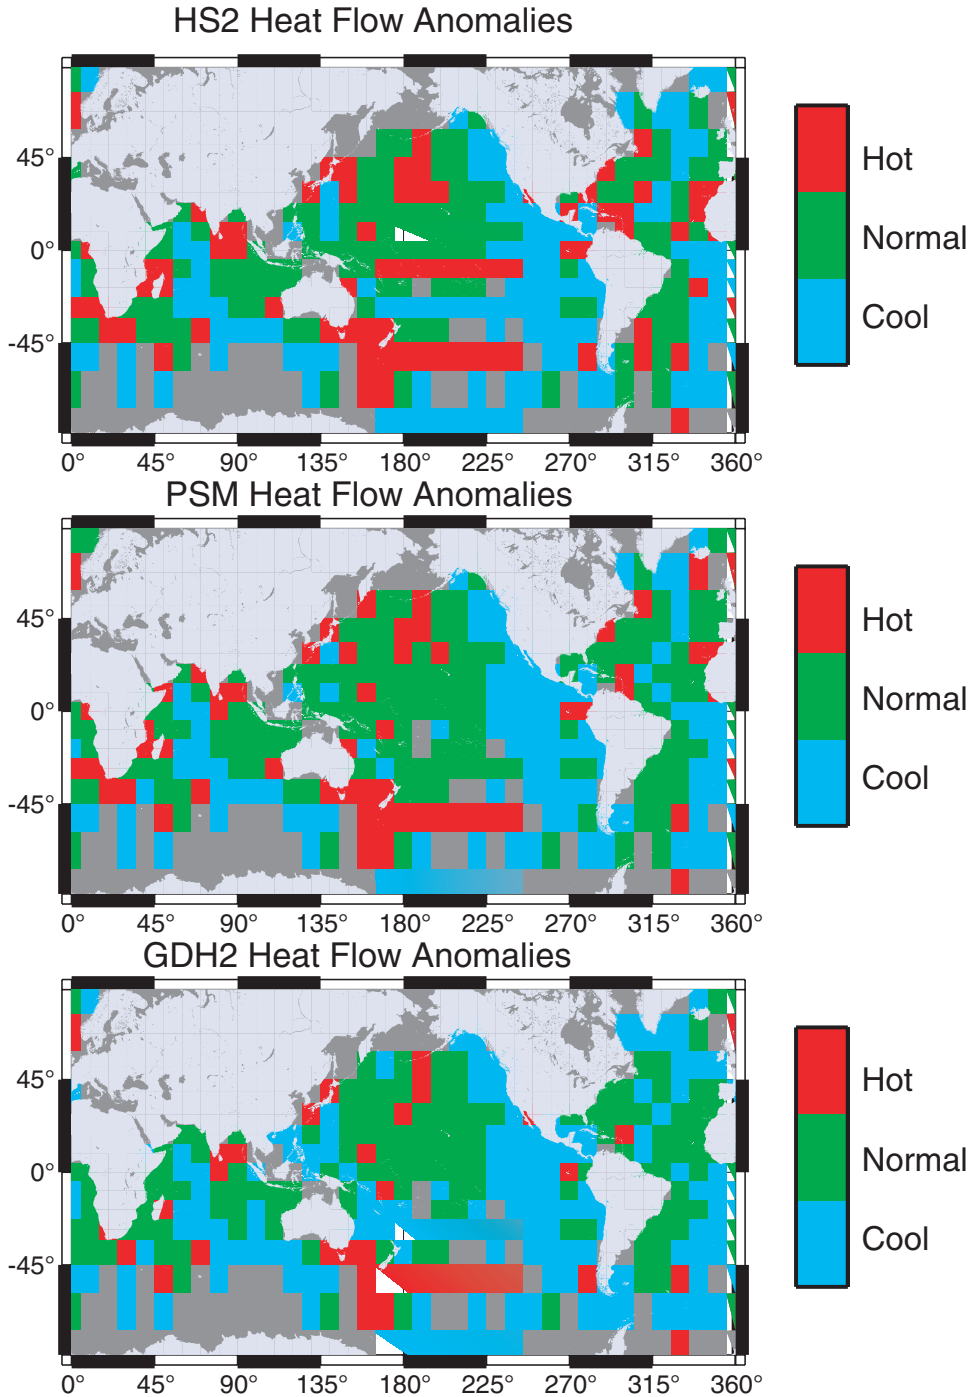 HS2 Heat Flow Anomalies
45°
0°
-45°
0° 45° 90° 135° 180° 225° 270° 315° 360°
Hot
Normal
Cool
PSM Heat Flow Anomalies
45°
0°
-45°
0° 45° 90° 135° 180° 225° 270° 315° 360°
Hot
Normal
Cool
GDH2 Heat Flow Anomalies
45°
0°
-45°
0° 45° 90° 135° 180° 225° 270° 315° 360°
Hot
Normal
Cool